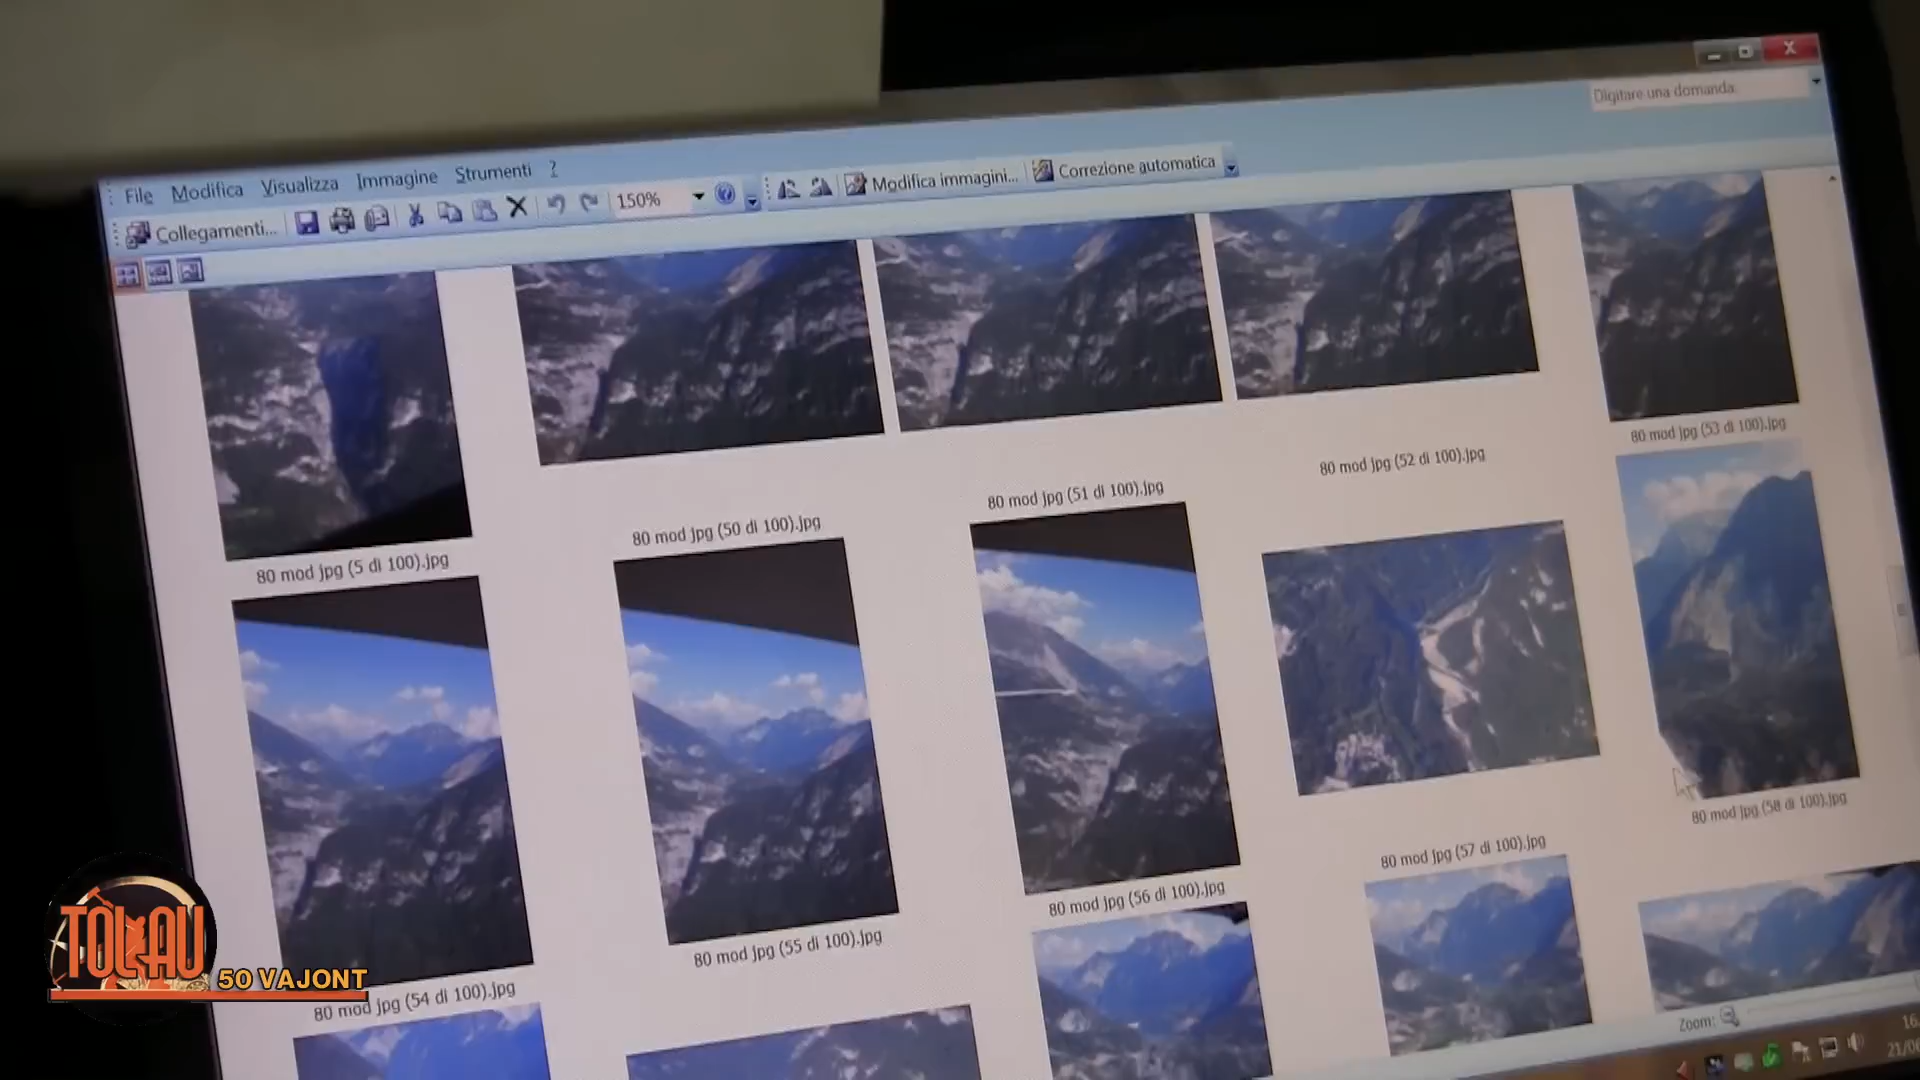 Digitare una domanda.
File Modifica Visualizza Immagine Strumenti ?
Collegamenti... 150% Modifica immagini... Correzione automatica
80 mod jpg (5 di 100).jpg
80 mod jpg (50 di 100).jpg
80 mod jpg (51 di 100).jpg
80 mod jpg (52 di 100).jpg
80 mod jpg (53 di 100).jpg
80 mod jpg (54 di 100).jpg
80 mod jpg (55 di 100).jpg
80 mod jpg (56 di 100).jpg
80 mod jpg (57 di 100).jpg
80 mod jpg (58 di 100).jpg
Zoom:
16
21/06
50 VAJONT